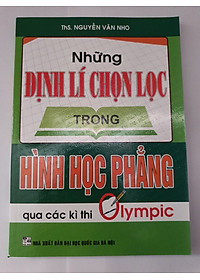 ThS. NGUYỄN VĂN NHO
Những
ĐỊNH LÍ CHỌN LỌC
TRONG
HÌNH HỌC PHẲNG
qua các kì thi Olympic
NHÀ XUẤT BẢN ĐẠI HỌC QUỐC GIA HÀ NỘI